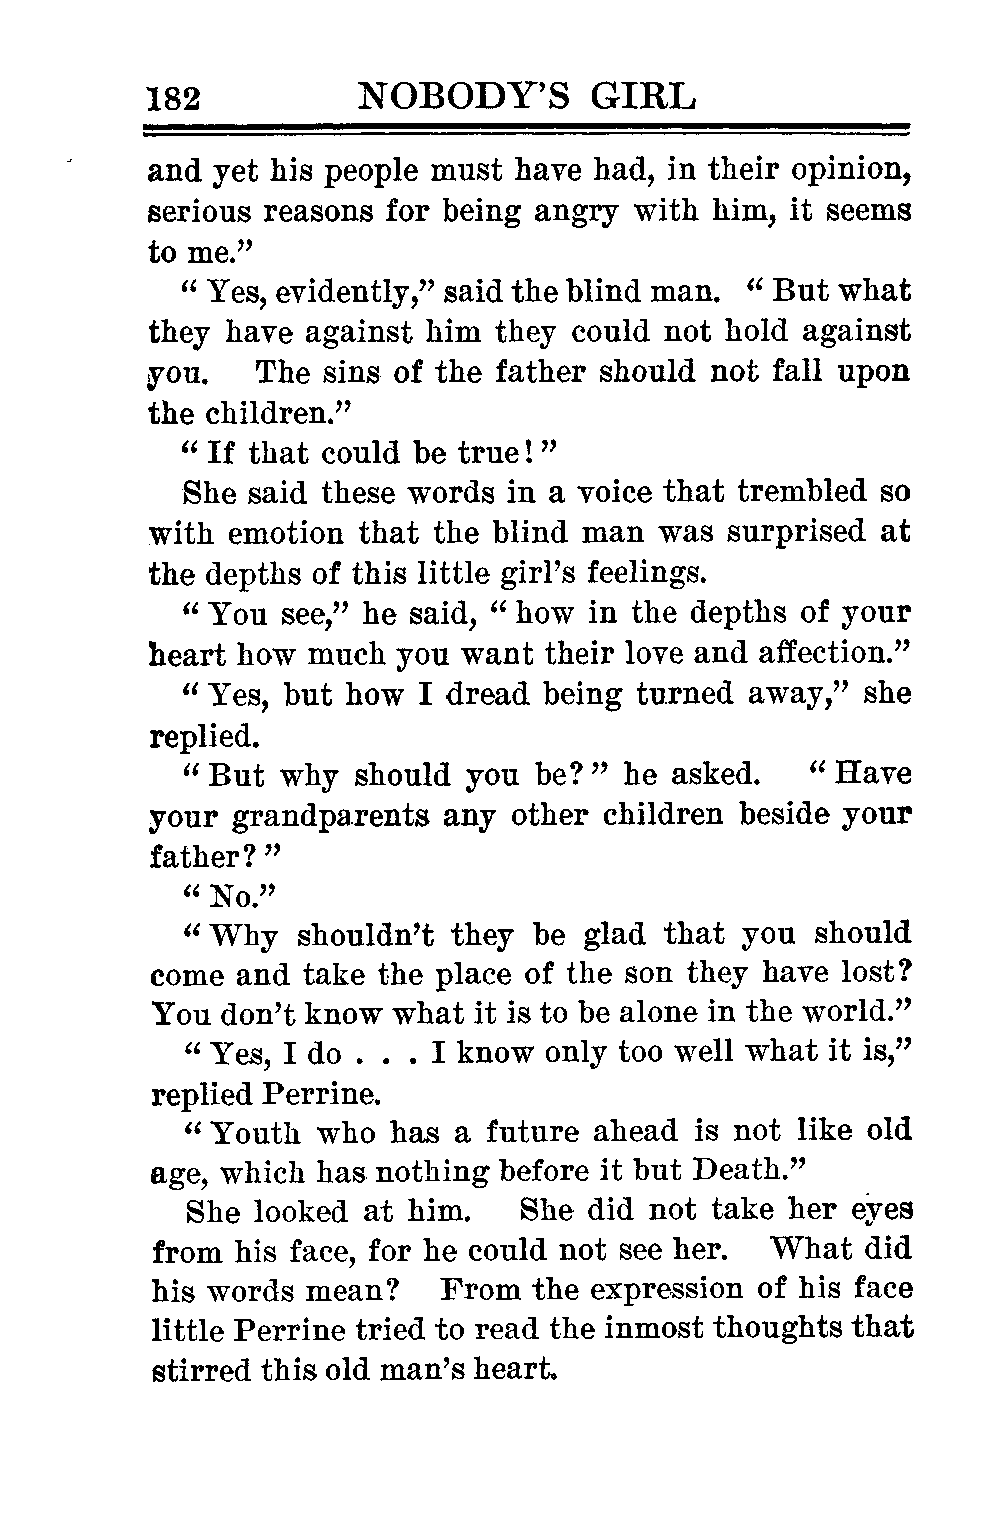 182 NOBODY'S GIRL
and yet his people must have had, in their opinion,
serious reasons for being angry with him, it seems
to me.”
“ Yes, evidently,” said the blind man. “ But what
they have against him they could not hold against
you. The sins of the father should not fall upon
the children.”
“ If that could be true! ”
She said these words in a voice that trembled so
with emotion that the blind man was surprised at
the depths of this little girl’s feelings.
“ You see,” he said, “ how in the depths of your
heart how much you want their love and affection.”
“ Yes, but how I dread being turned away,” she
replied.
“ But why should you be? ” he asked. “ Have
your grandparents any other children beside your
father? ”
“ No.”
“ Why shouldn’t they be glad that you should
come and take the place of the son they have lost?
You don’t know what it is to be alone in the world.”
“ Yes, I do . . . I know only too well what it is,”
replied Perrine.
“ Youth who has a future ahead is not like old
age, which has nothing before it but Death.”
She looked at him. She did not take her eyes
from his face, for he could not see her. What did
his words mean? From the expression of his face
little Perrine tried to read the inmost thoughts that
stirred this old man’s heart.